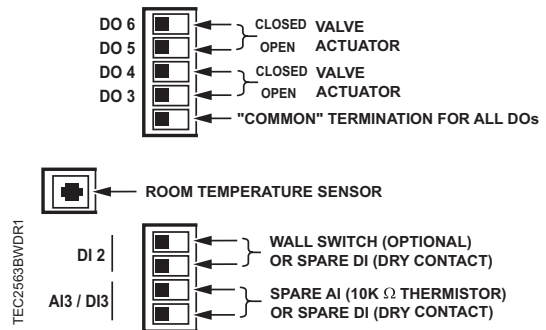 DO 6 CLOSED VALVE
DO 5 OPEN ACTUATOR
DO 4 CLOSED VALVE
DO 3 OPEN ACTUATOR
"COMMON" TERMINATION FOR ALL DOs
ROOM TEMPERATURE SENSOR
TEC2563BWDR1
DI 2 WALL SWITCH (OPTIONAL)
OR SPARE DI (DRY CONTACT)
AI3 / DI3 SPARE AI (10K Ω THERMISTOR)
OR SPARE DI (DRY CONTACT)